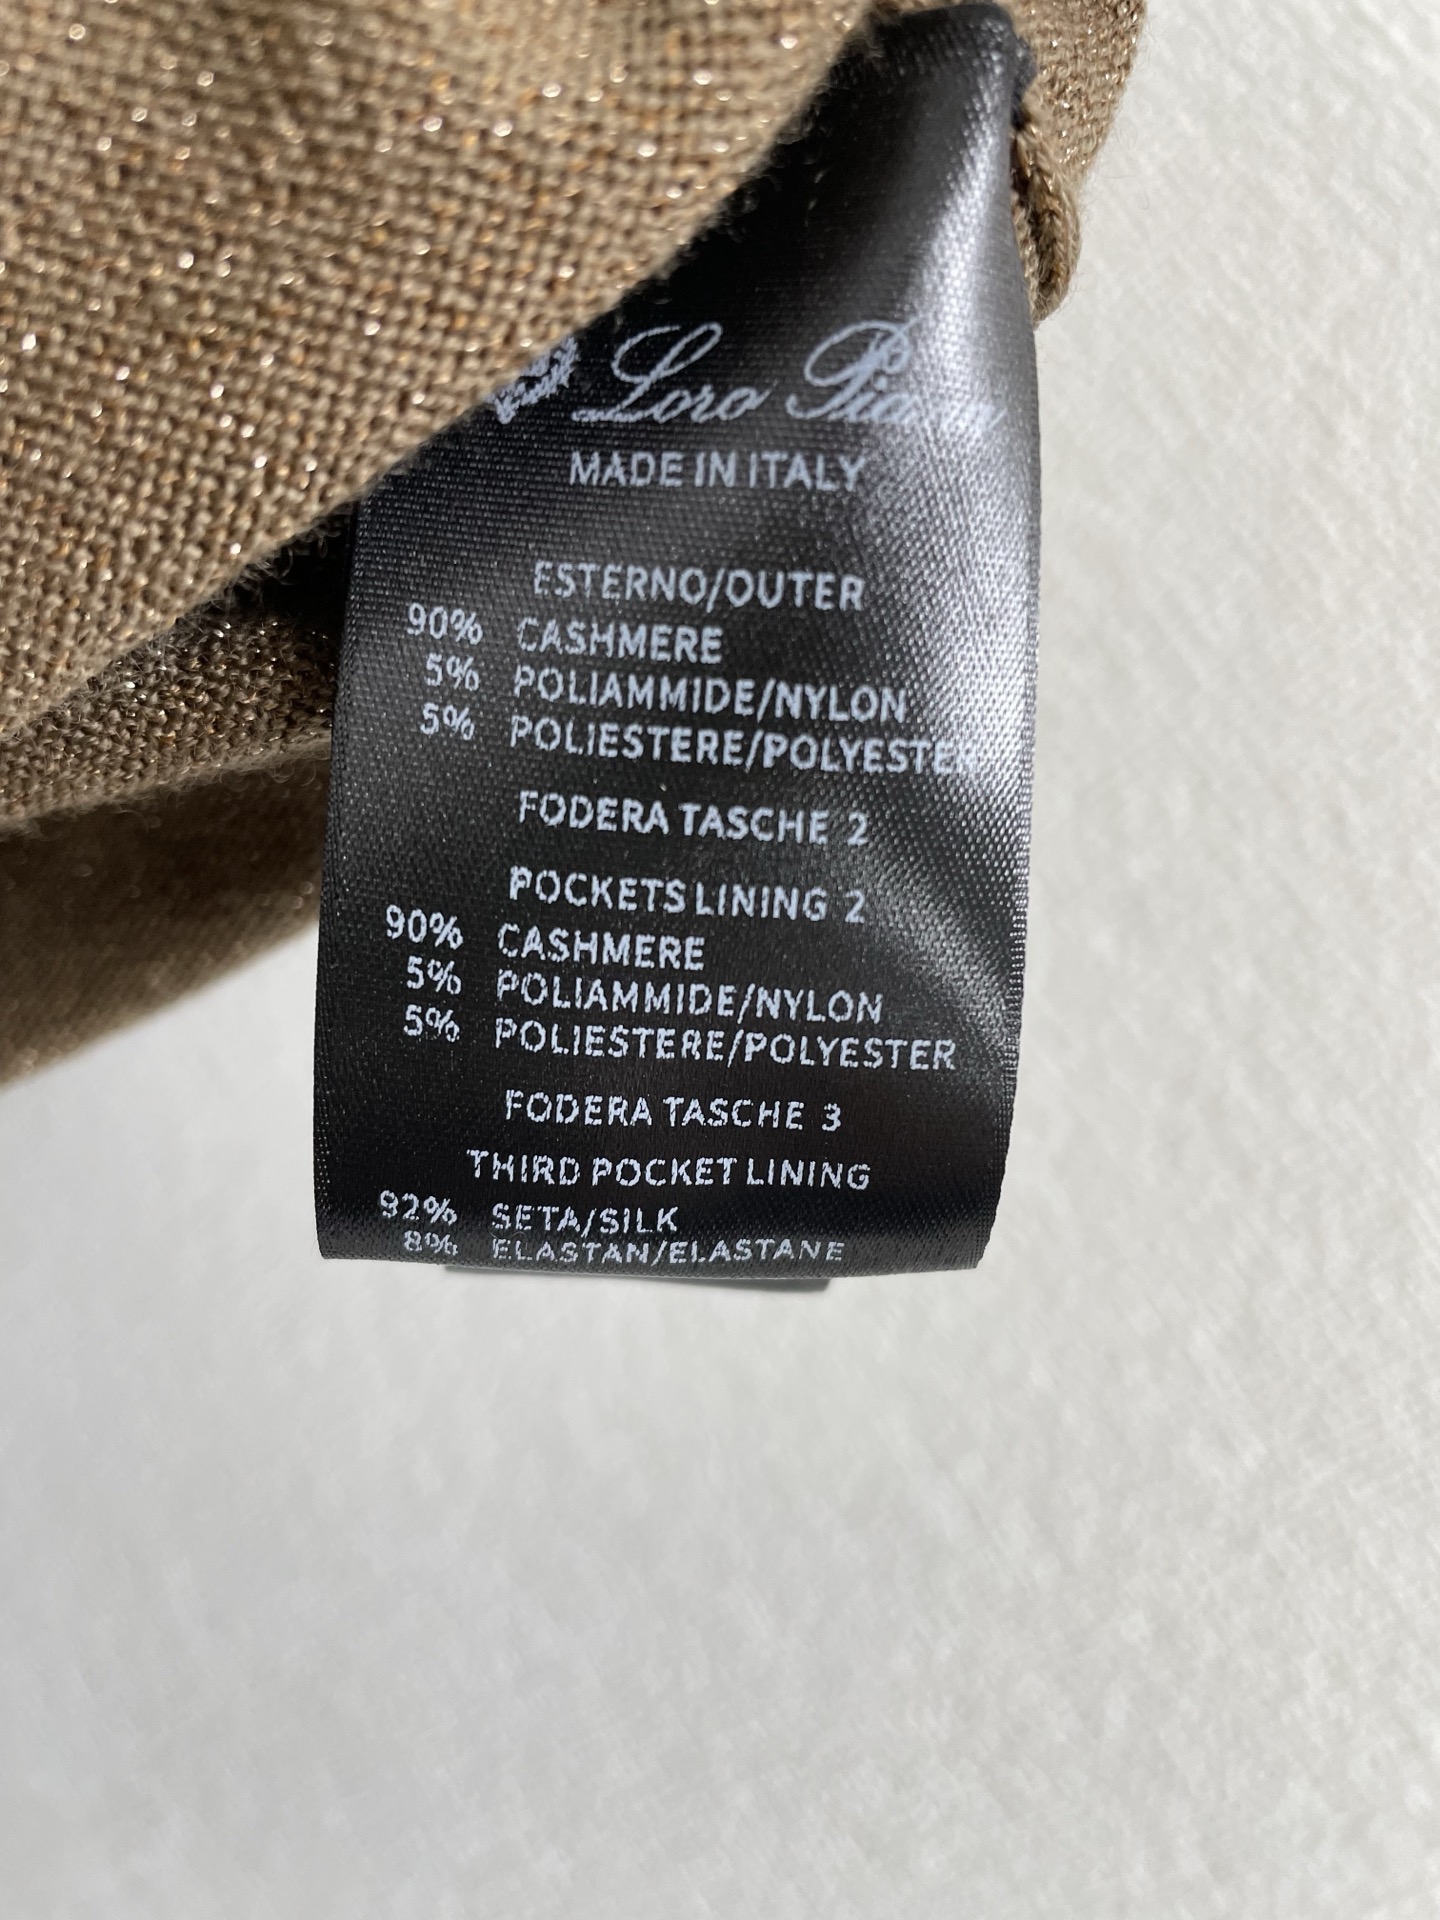 Loro Piana
MADE IN ITALY
ESTERNO/OUTER
90% CASHMERE
5% POLIAMMIDE/NYLON
5% POLIESTERE/POLYESTER
FODERA TASCHE 2
POCKETS LINING 2
90% CASHMERE
5% POLIAMMIDE/NYLON
5% POLIESTERE/POLYESTER
FODERA TASCHE 3
THIRD POCKET LINING
92% SETA/SILK
8% ELASTAN/ELASTANE